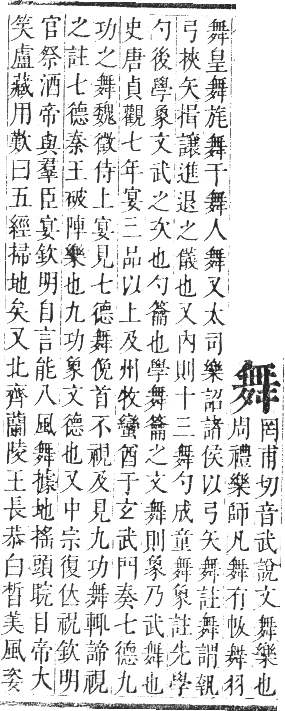 舞
罔甫切音武說文舞樂也
周禮樂師凡舞有帗舞羽
舞皇舞旄舞干舞人舞又太司樂詔諸侯以弓矢舞註舞謂執
弓挾矢揖讓進退之儀也又內則十三舞勺成童舞象註先學
勺後學象文武之次也勺籥也學舞籥之文舞則象乃武舞也
史唐貞觀七年宴三品以上及州牧蠻酋于玄武門奏七德九
功之舞魏徵侍上宴見七德舞俛首不視及見九功舞輒諦視
之註七德秦王破陣樂也九功象文德也又中宗復位祝欽明
官祭酒帝與羣臣宴欽明自言能八風舞據地搖頭睆目帝大
笑盧藏用歎曰五經掃地矣又北齊蘭陵王長恭白皙美風姿